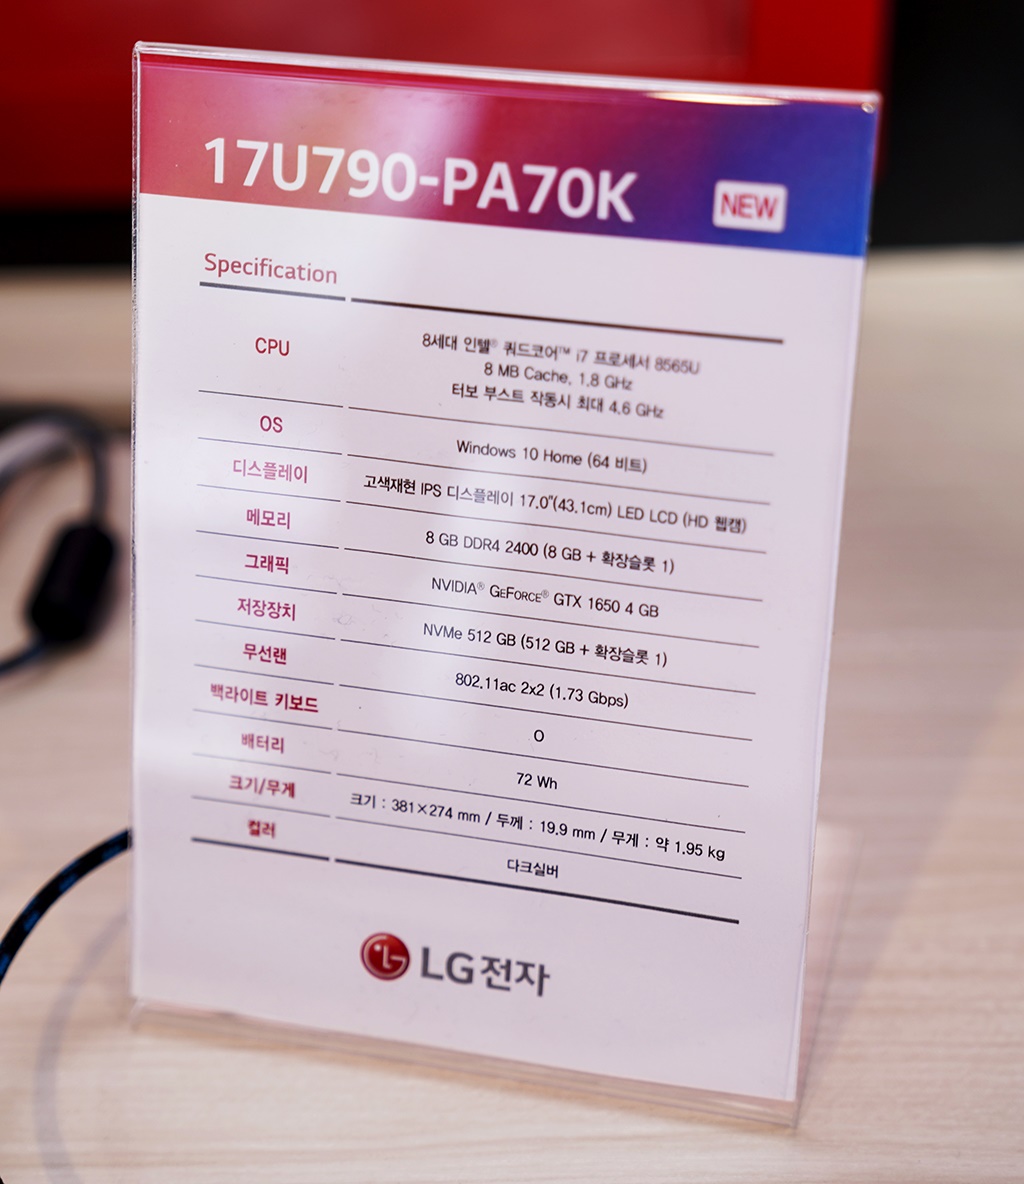 17U790-PA70K NEW
Specification
CPU 8세대 인텔® 쿼드코어™ i7 프로세서 8565U
8 MB Cache, 1.8 GHz
터보 부스트 작동시 최대 4.6 GHz
OS Windows 10 Home (64 비트)
디스플레이 고색재현 IPS 디스플레이 17.0"(43.1cm) LED LCD (HD 웹캠)
메모리 8 GB DDR4 2400 (8 GB + 확장슬롯 1)
그래픽 NVIDIA® GEFORCE® GTX 1650 4 GB
저장장치 NVMe 512 GB (512 GB + 확장슬롯 1)
무선랜 802.11ac 2x2 (1.73 Gbps)
백라이트 키보드 O
배터리 72 Wh
크기/무게 크기 : 381×274 mm / 두께 : 19.9 mm / 무게 : 약 1.95 kg
컬러 다크실버
LG전자